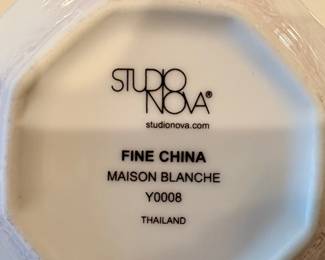 STUDIO
NOVA®
studionova.com
FINE CHINA
MAISON BLANCHE
Y0008
THAILAND